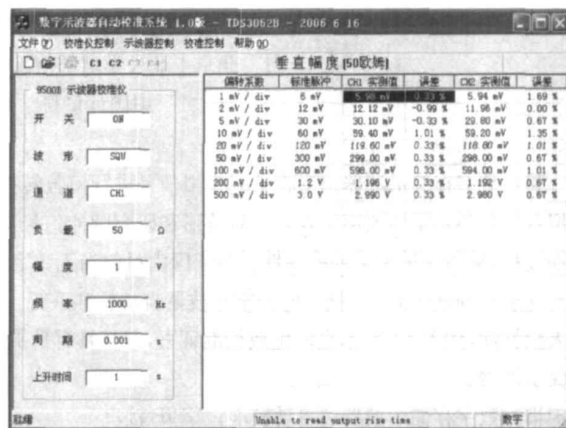 数字示波器自动校准系统 1.0版 - TDS3052B - 2006 6 16
文件(F) 校准仪控制 示波器控制 校准控制 帮助(Q)
C1 C2 C3 C4
垂直幅度[50欧姆]
9500B 示波器校准仪
开 关 ON
波 形 SQU
通 道 CH1
负 载 50 Ω
幅 度 1 V
频 率 1000 Hz
周 期 0.001 s
上升时间 1 s
偏转系数 标准脉冲 CH1 实测值 误差 CH2 实测值 误差
1 mV / div 6 mV 5.98 mV 0.33 % 5.94 mV 1.69 %
2 mV / div 12 mV 12.12 mV -0.99 % 11.96 mV 0.00 %
5 mV / div 30 mV 30.10 mV -0.33 % 29.80 mV 0.67 %
10 mV / div 60 mV 59.40 mV 1.01 % 59.20 mV 1.35 %
20 mV / div 120 mV 119.60 mV 0.33 % 118.80 mV 1.01 %
50 mV / div 300 mV 299.00 mV 0.33 % 298.00 mV 0.67 %
100 mV / div 600 mV 598.00 mV 0.33 % 594.00 mV 1.01 %
200 mV / div 1.2 V 1.196 V 0.33 % 1.192 V 0.67 %
500 mV / div 3.0 V 2.990 V 0.33 % 2.980 V 0.67 %
就绪 Unable to read output rise time 数字